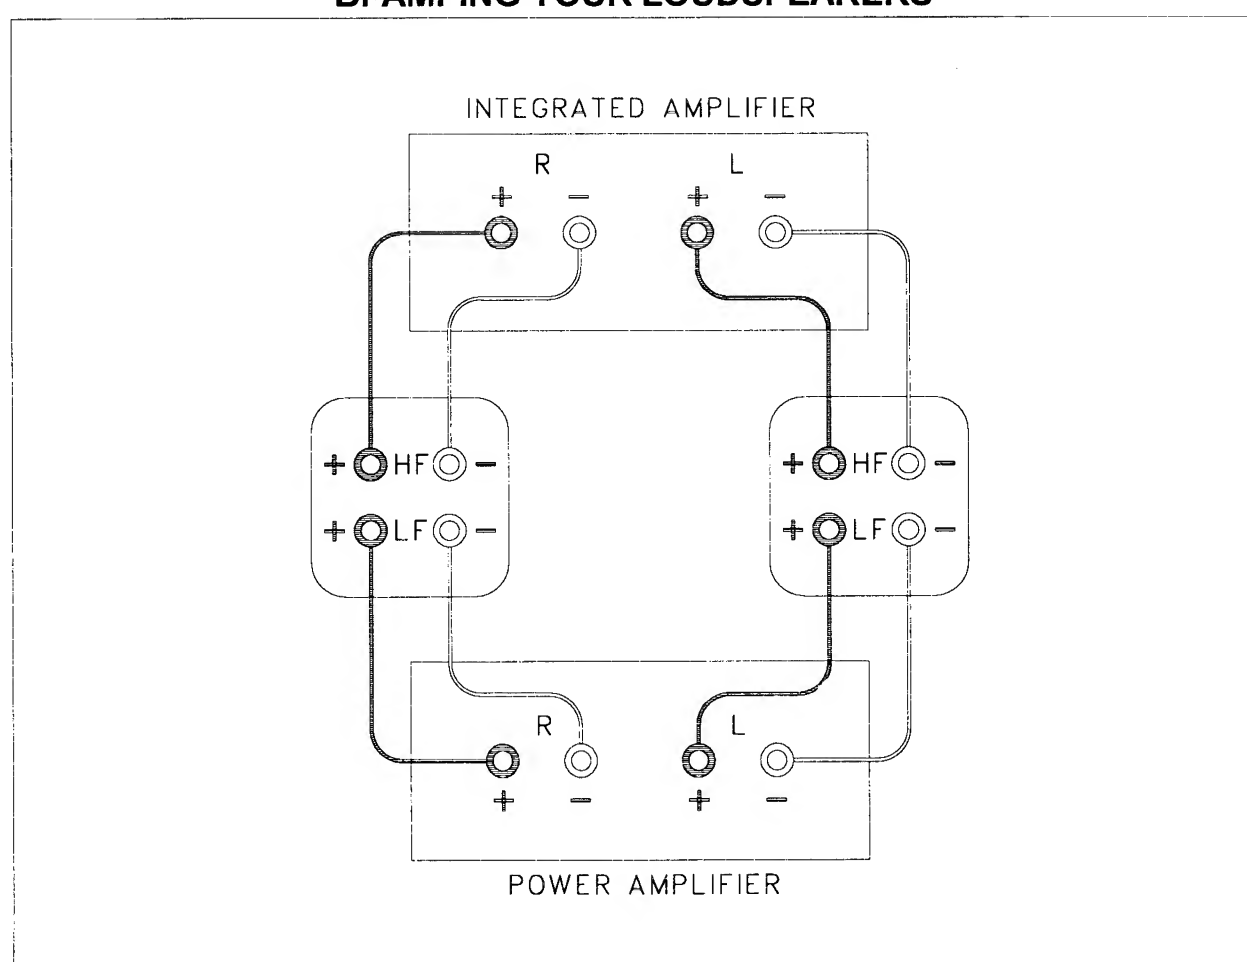 INTEGRATED AMPLIFIER
R L
+ − + −
+ HF − + HF −
+ LF − + LF −
R L
+ − + −
POWER AMPLIFIER